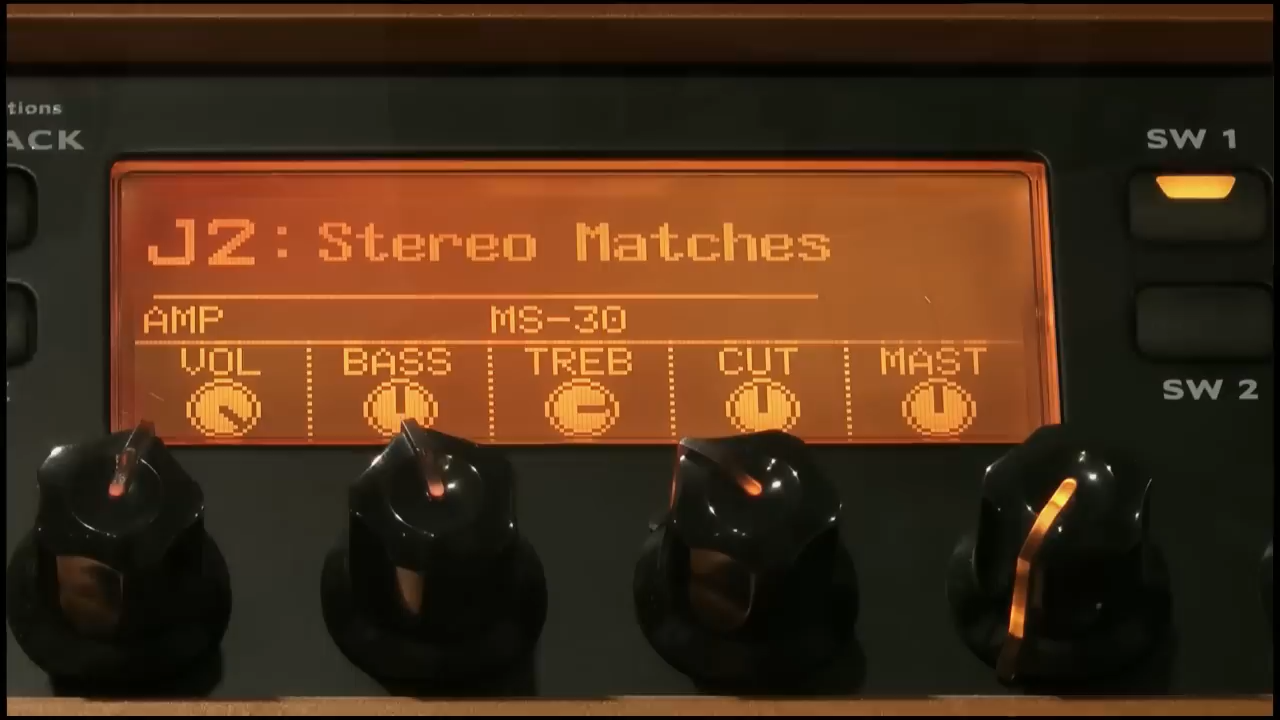 tions
ACK
SW 1
J2: Stereo Matches
AMP MS-30
VOL BASS TREB CUT MAST
SW 2